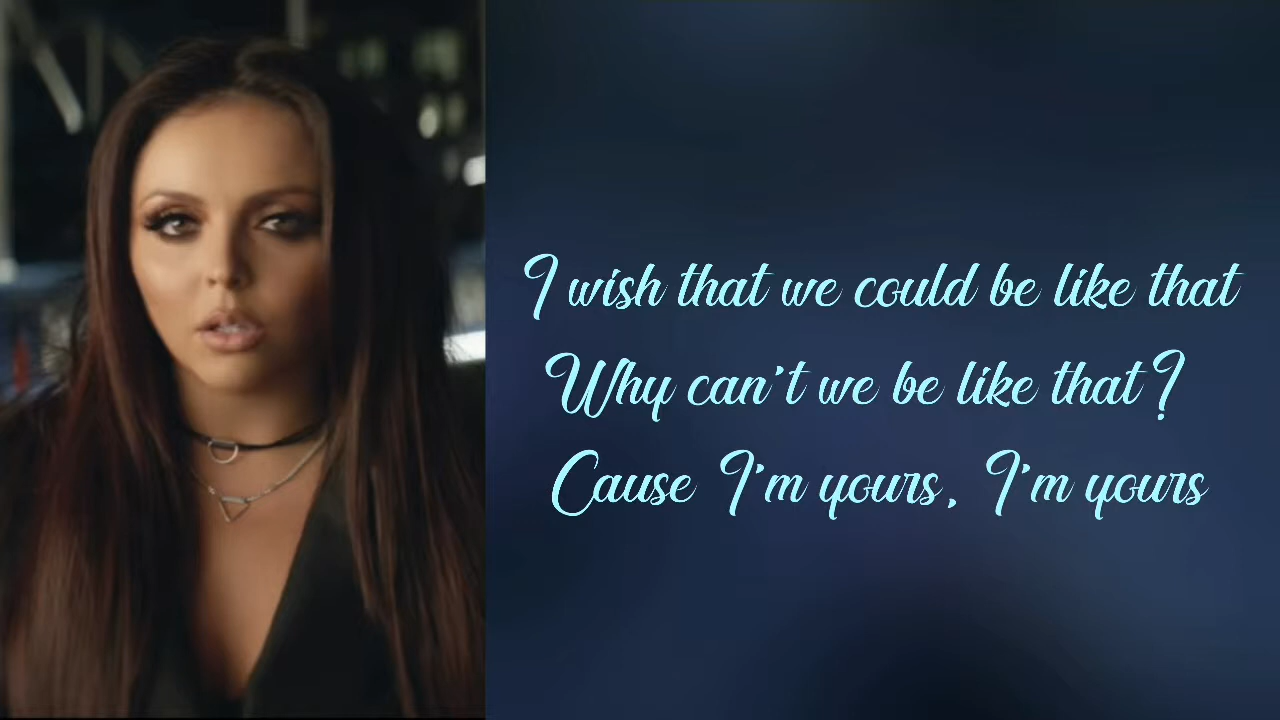 I wish that we could be like that
Why can't we be like that?
Cause I'm yours, I'm yours